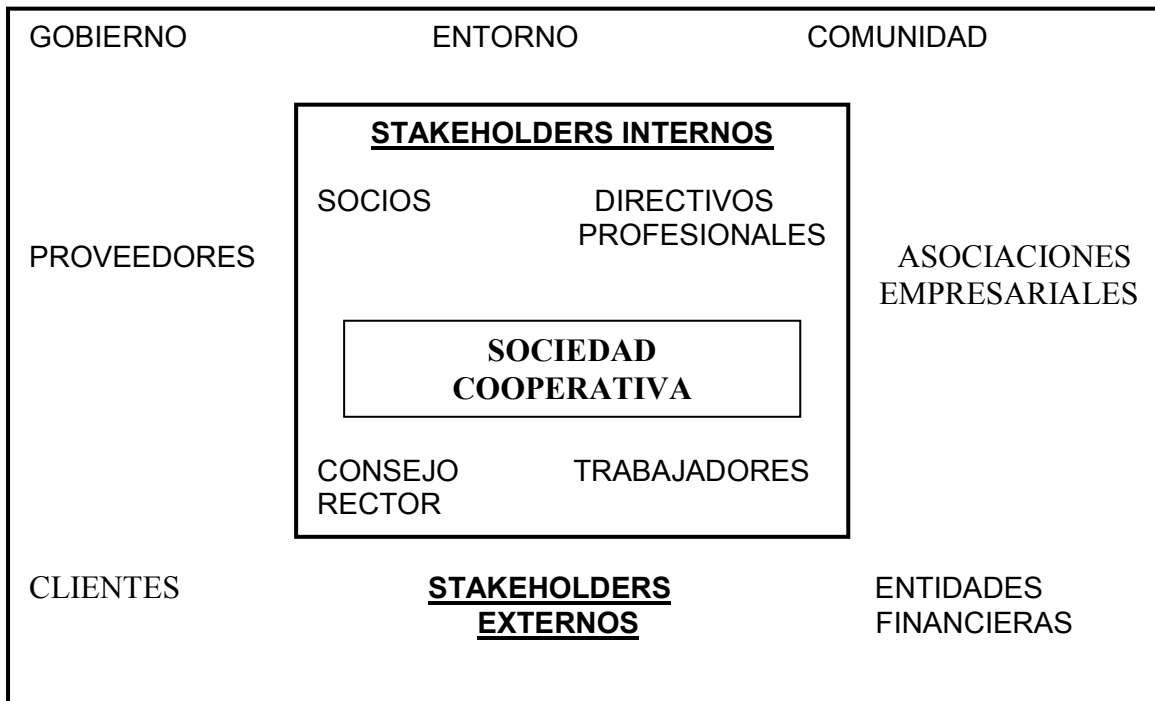 GOBIERNO ENTORNO COMUNIDAD
STAKEHOLDERS INTERNOS
SOCIOS DIRECTIVOS
PROFESIONALES
PROVEEDORES ASOCIACIONES
EMPRESARIALES
SOCIEDAD
COOPERATIVA
CONSEJO TRABAJADORES
RECTOR
CLIENTES STAKEHOLDERS ENTIDADES
EXTERNOS FINANCIERAS